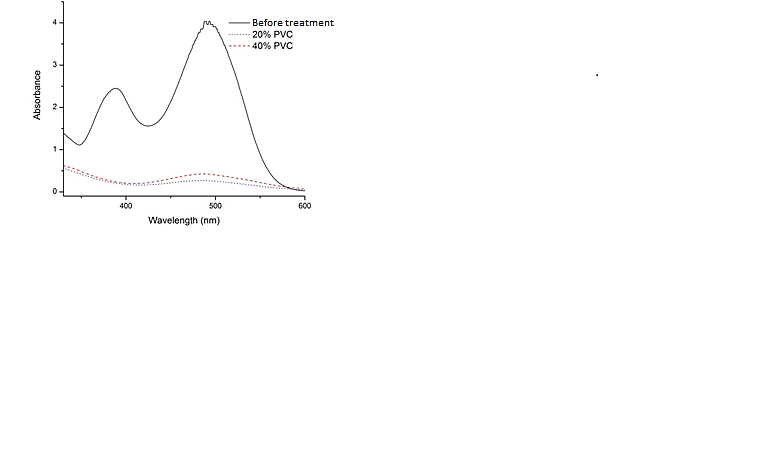 4
3
2
1
0
Absorbance
Before treatment
20% PVC
40% PVC
400
500
600
Wavelength (nm)